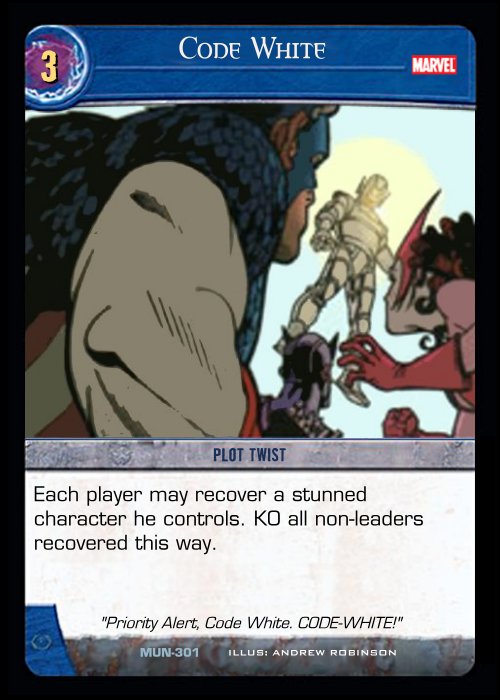 3
CODE WHITE
MARVEL
PLOT TWIST
Each player may recover a stunned
character he controls. KO all non-leaders
recovered this way.
"Priority Alert, Code White. CODE-WHITE!"
MUN-301 ILLUS: ANDREW ROBINSON